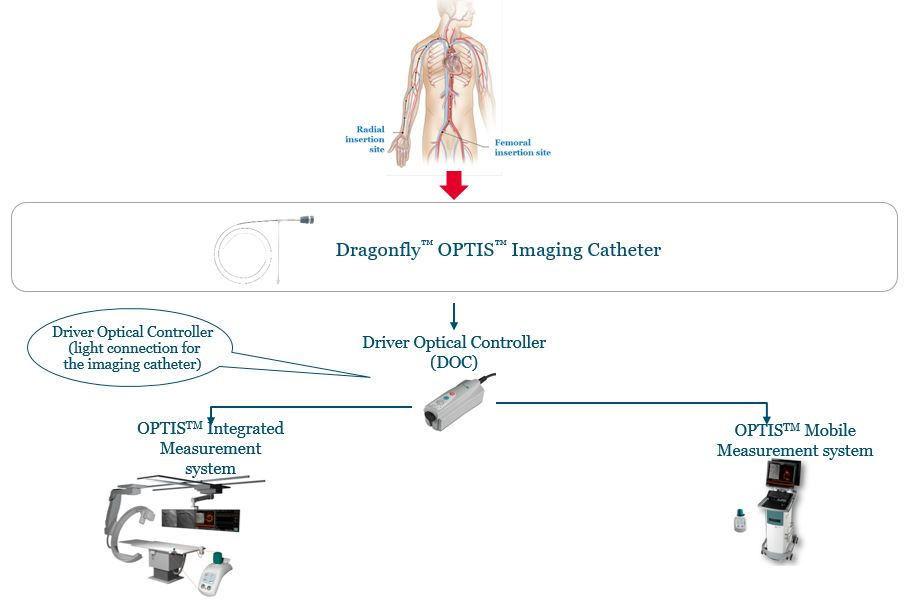 Radial
insertion
site
Femoral
insertion site
Dragonfly™ OPTIS™ Imaging Catheter
Driver Optical Controller
(light connection for
the imaging catheter)
Driver Optical Controller
(DOC)
OPTIS™ Integrated
Measurement
system
OPTIS™ Mobile
Measurement system